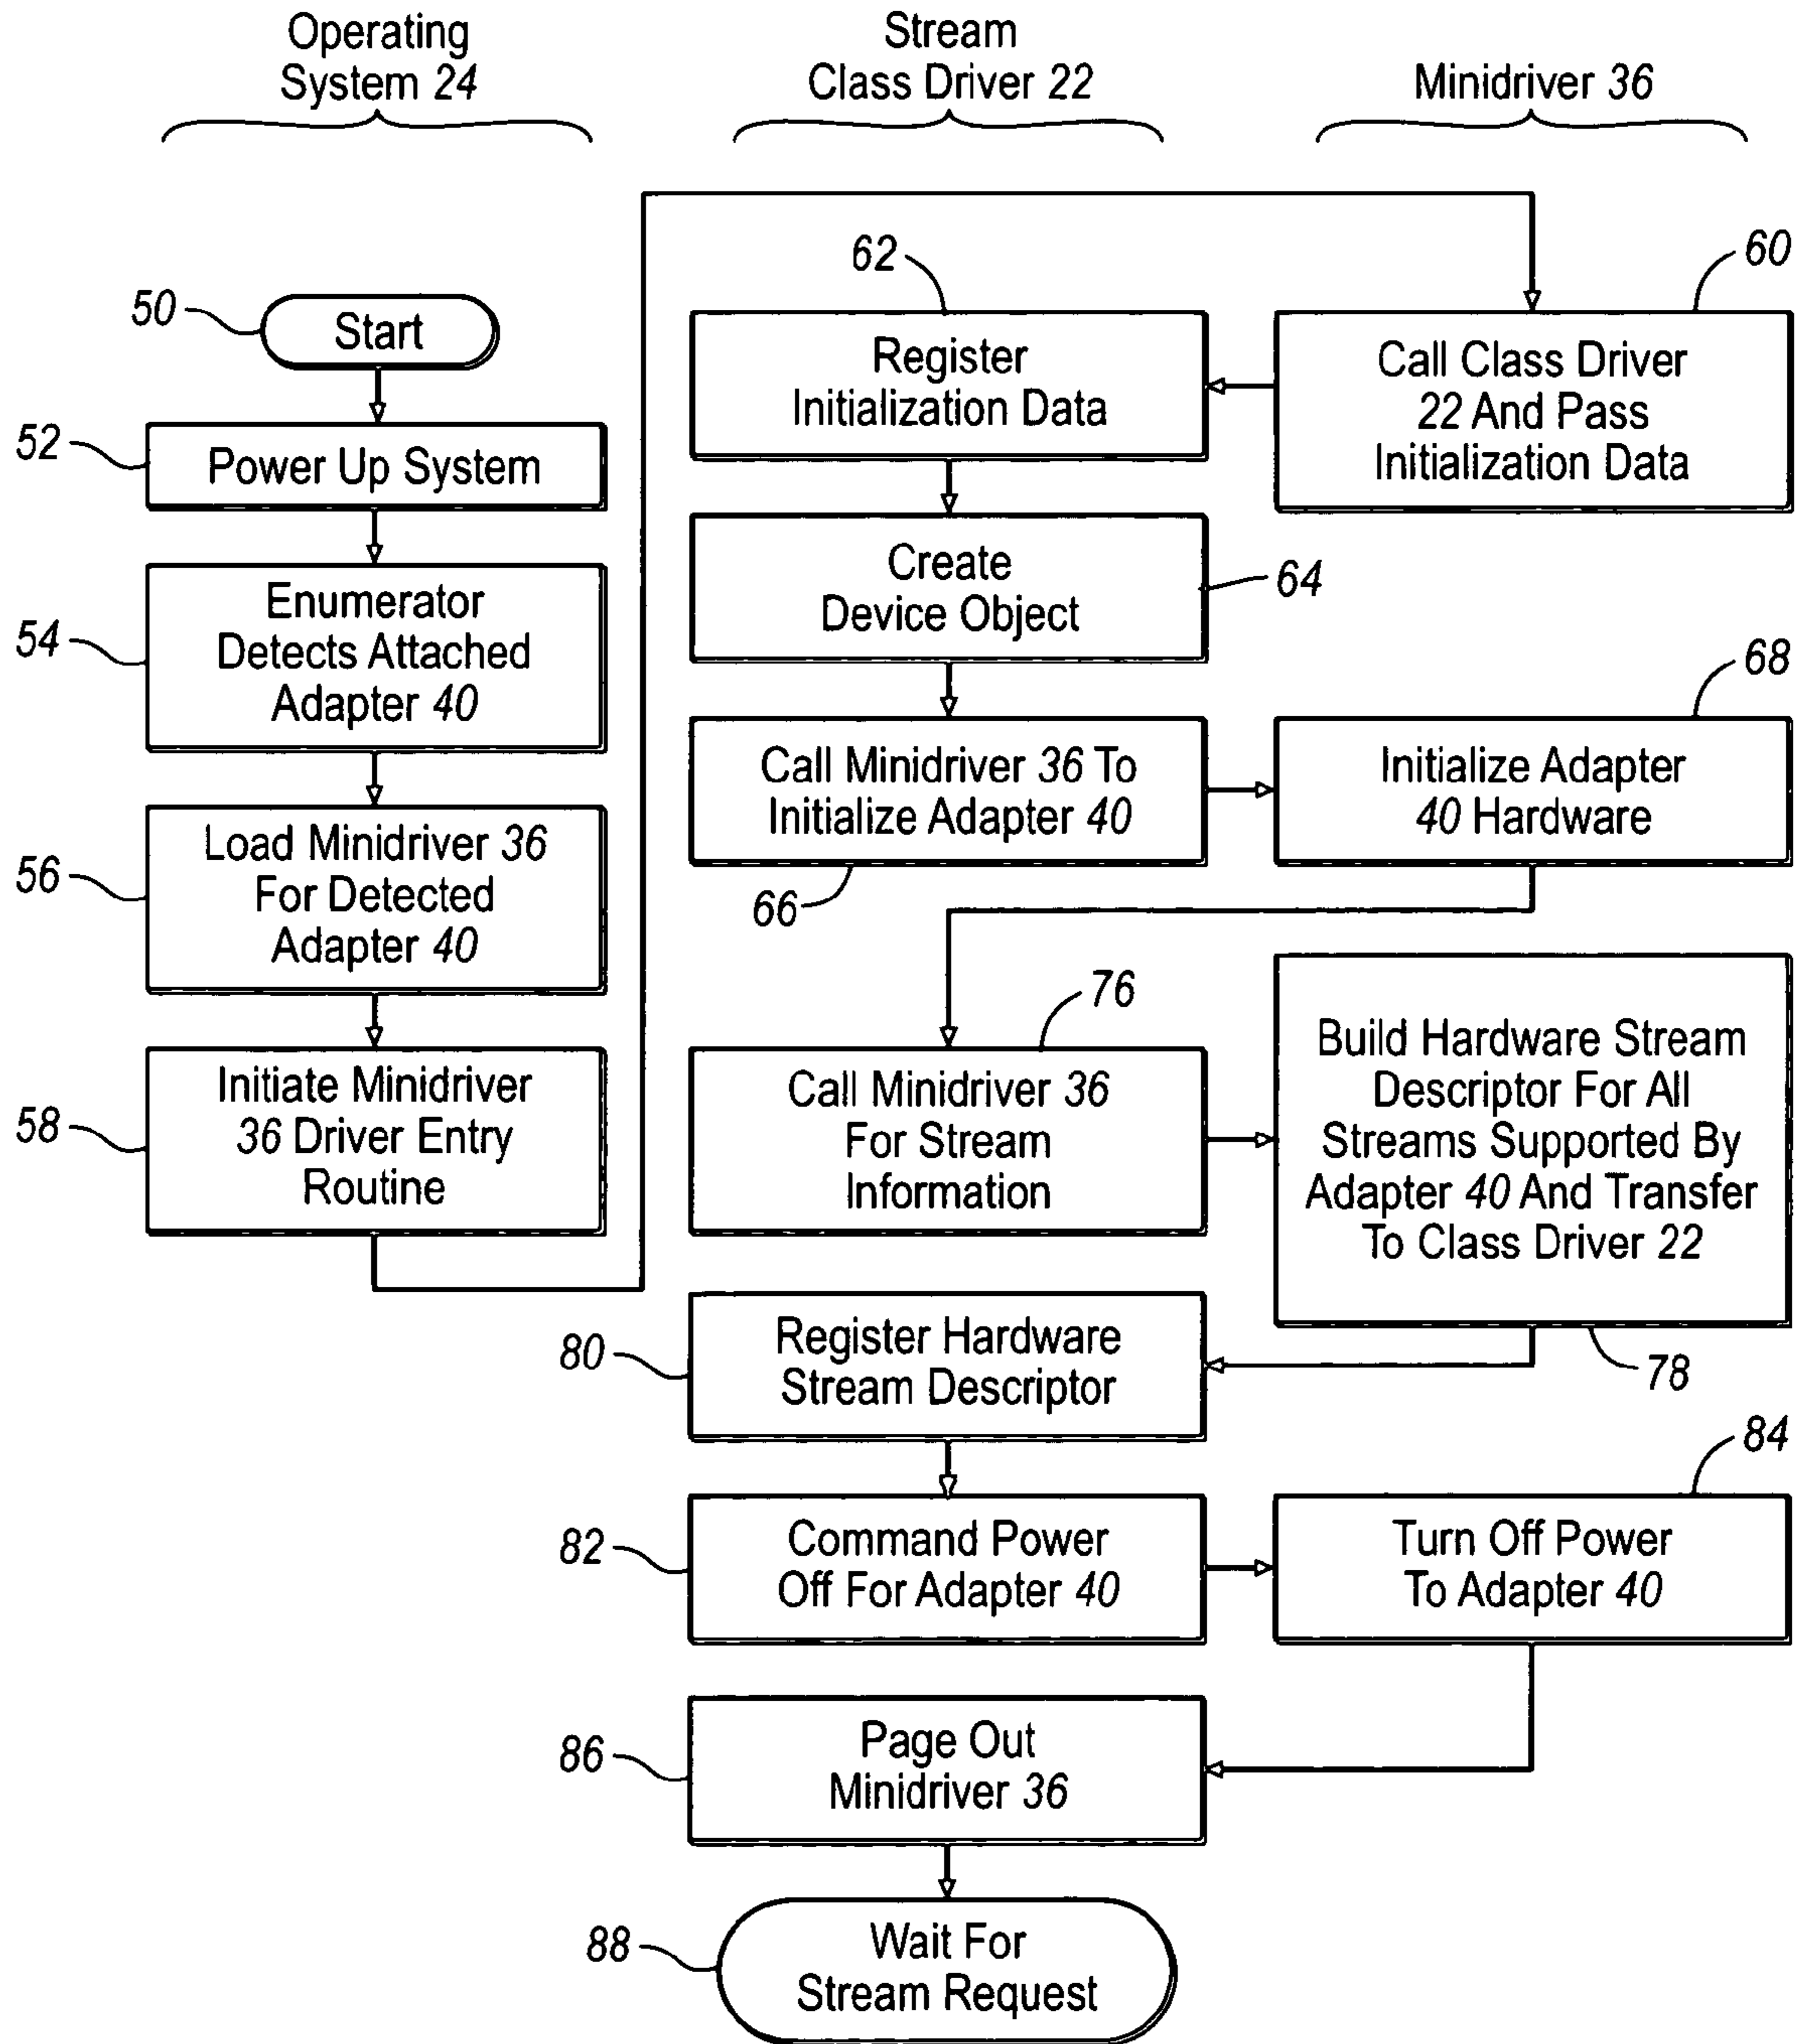 Operating
System 24
Stream
Class Driver 22
Minidriver 36
50
Start
52
Power Up System
54
Enumerator
Detects Attached
Adapter 40
56
Load Minidriver 36
For Detected
Adapter 40
58
Initiate Minidriver
36 Driver Entry
Routine
60
Call Class Driver
22 And Pass
Initialization Data
62
Register
Initialization Data
64
Create
Device Object
66
Call Minidriver 36 To
Initialize Adapter 40
68
Initialize Adapter
40 Hardware
76
Call Minidriver 36
For Stream
Information
78
Build Hardware Stream
Descriptor For All
Streams Supported By
Adapter 40 And Transfer
To Class Driver 22
80
Register Hardware
Stream Descriptor
82
Command Power
Off For Adapter 40
84
Turn Off Power
To Adapter 40
86
Page Out
Minidriver 36
88
Wait For
Stream Request